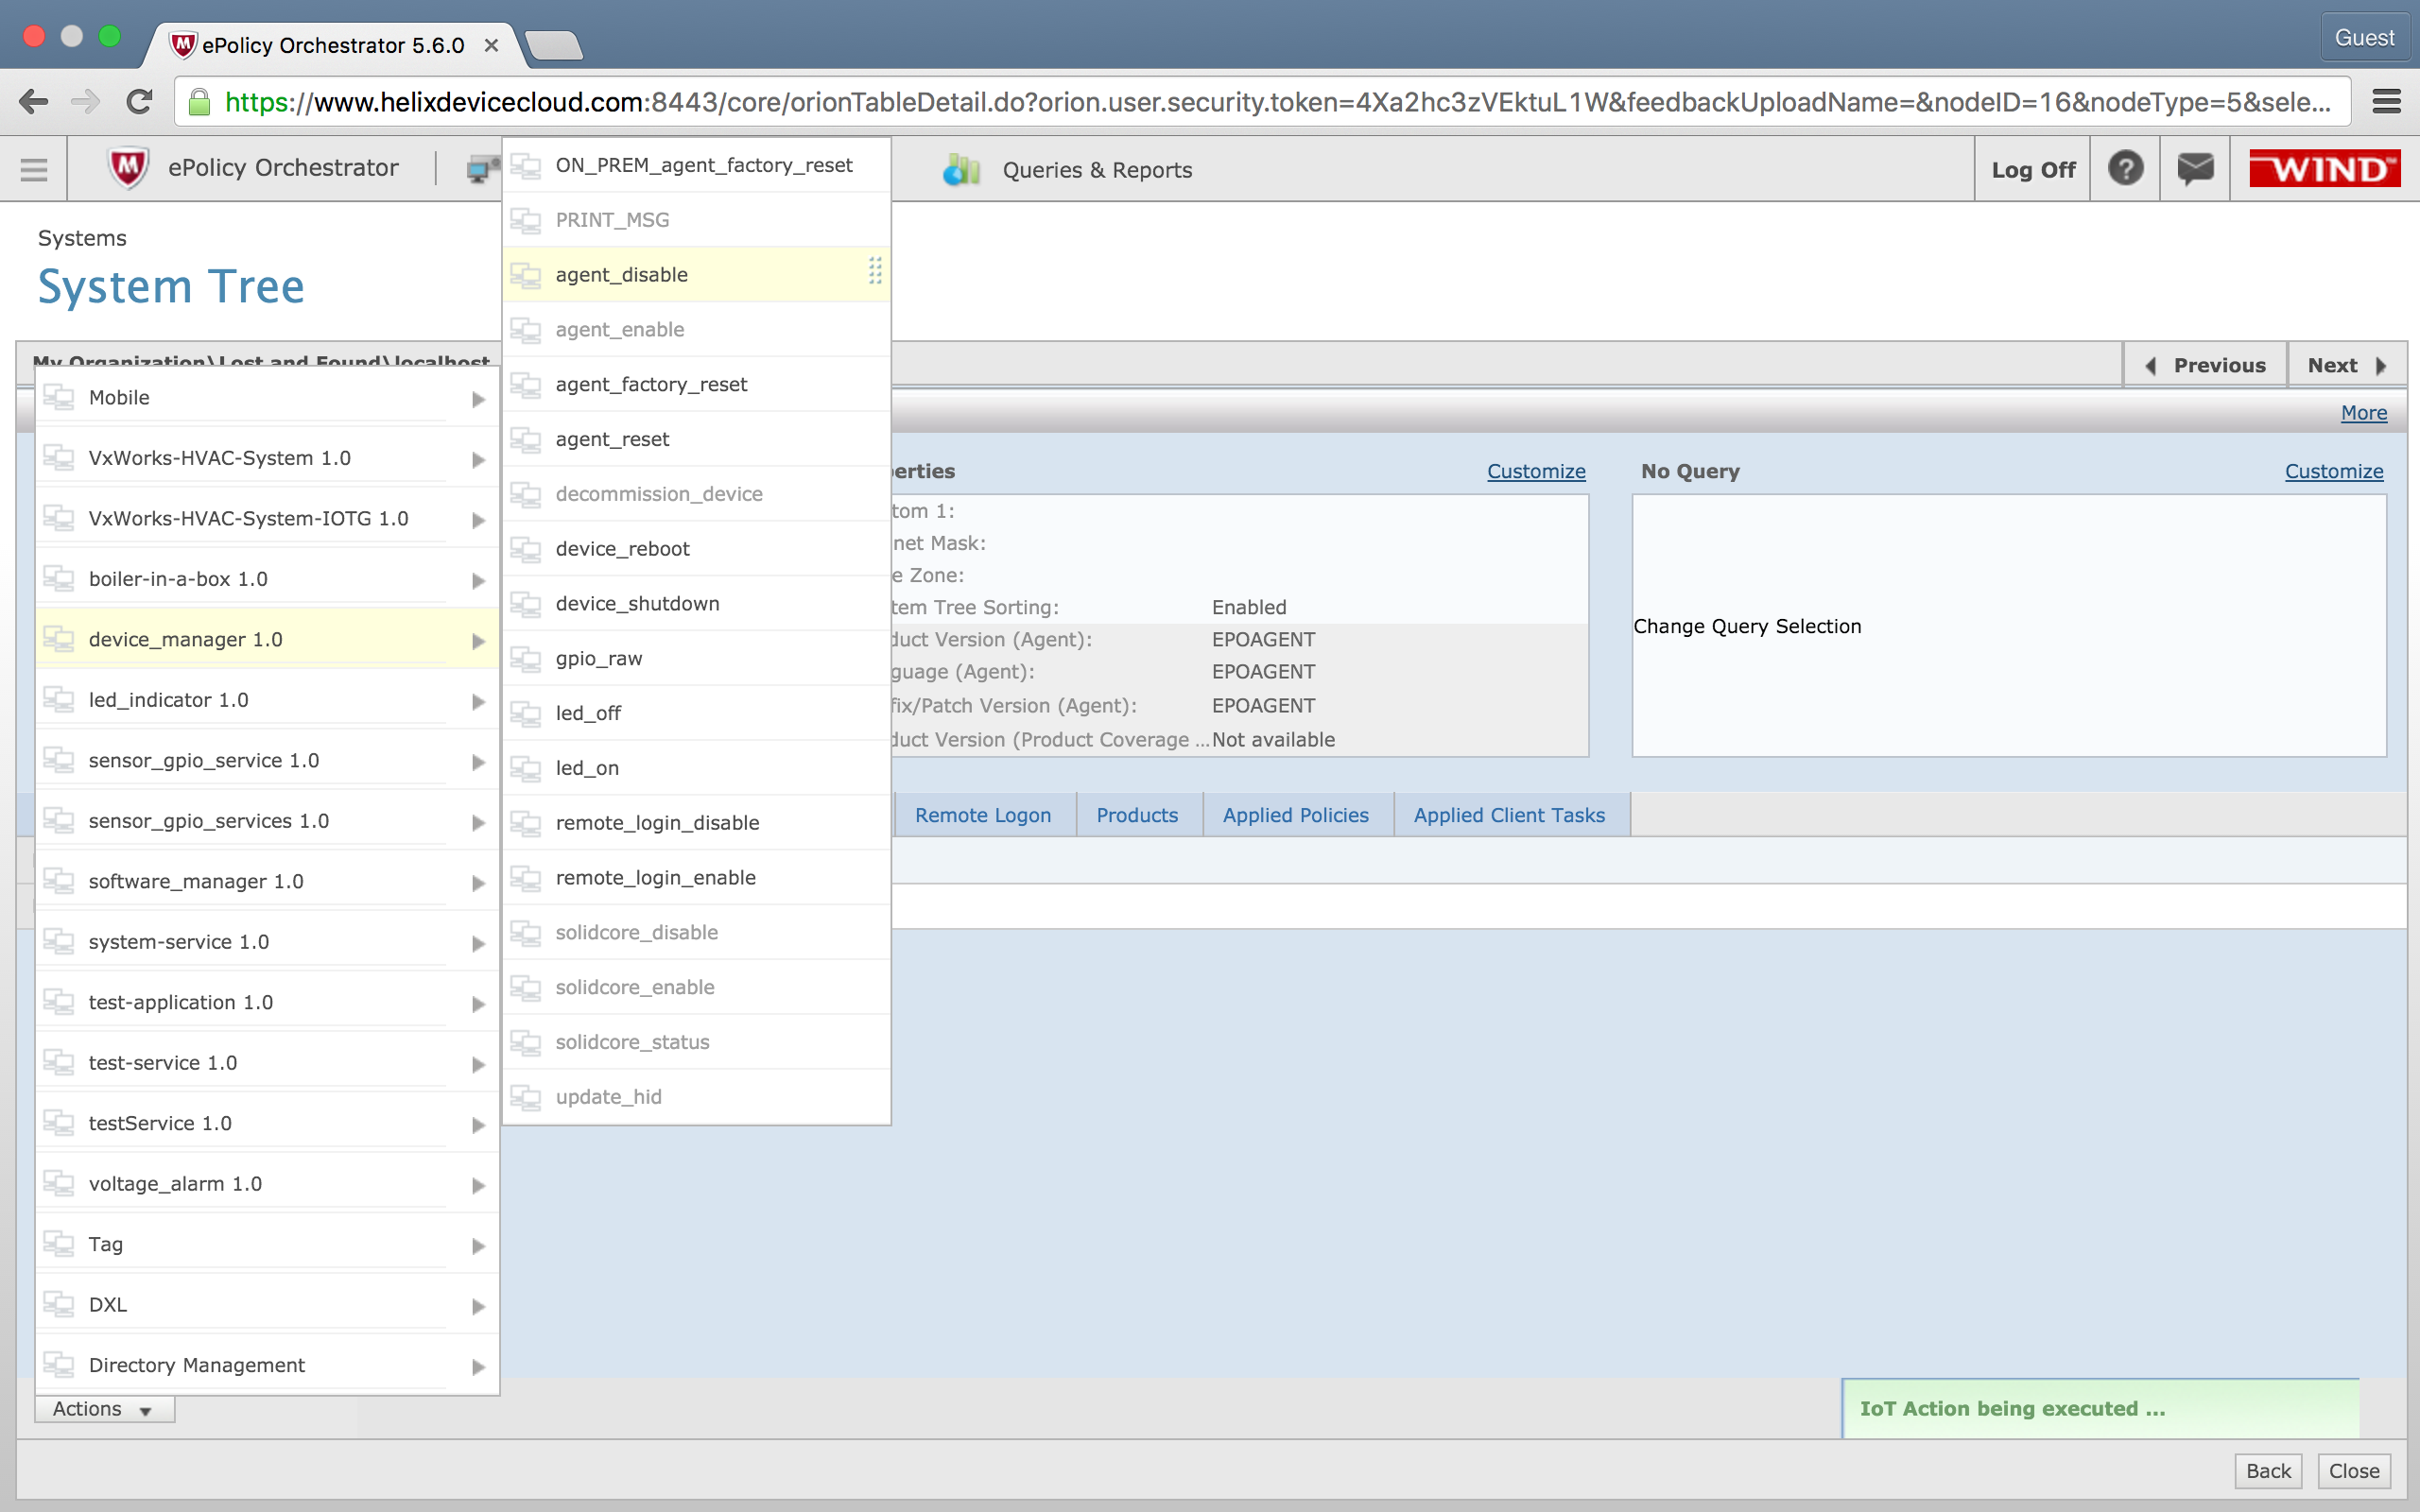 ePolicy Orchestrator 5.6.0
Guest
https://www.helixdevicecloud.com:8443/core/orionTableDetail.do?orion.user.security.token=4Xa2hc3zVEktuL1W&feedbackUploadName=&nodeID=16&nodeType=5&sele...
ePolicy Orchestrator
Queries & Reports
Log Off
WIND
Systems
System Tree
My Organization\Lost and Found\localhost
Previous
Next
More
Mobile
VxWorks-HVAC-System 1.0
VxWorks-HVAC-System-IOTG 1.0
boiler-in-a-box 1.0
device_manager 1.0
led_indicator 1.0
sensor_gpio_service 1.0
sensor_gpio_services 1.0
software_manager 1.0
system-service 1.0
test-application 1.0
test-service 1.0
testService 1.0
voltage_alarm 1.0
Tag
DXL
Directory Management
Actions
ON_PREM_agent_factory_reset
PRINT_MSG
agent_disable
agent_enable
agent_factory_reset
agent_reset
decommission_device
device_reboot
device_shutdown
gpio_raw
led_off
led_on
remote_login_disable
remote_login_enable
solidcore_disable
solidcore_enable
solidcore_status
update_hid
erties
Customize
tom 1:
net Mask:
e Zone:
tem Tree Sorting: Enabled
duct Version (Agent): EPOAGENT
guage (Agent): EPOAGENT
fix/Patch Version (Agent): EPOAGENT
duct Version (Product Coverage ... Not available
No Query
Customize
Change Query Selection
Remote Logon
Products
Applied Policies
Applied Client Tasks
IoT Action being executed ...
Back
Close